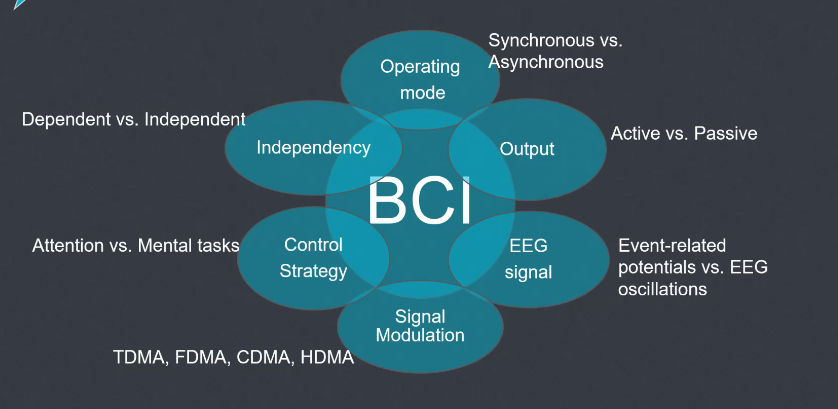 Synchronous vs.
Asynchronous
Operating
mode
Dependent vs. Independent
Independency
Output
Active vs. Passive
BCI
Attention vs. Mental tasks
Control
Strategy
EEG
signal
Event-related
potentials vs. EEG
oscillations
Signal
Modulation
TDMA, FDMA, CDMA, HDMA